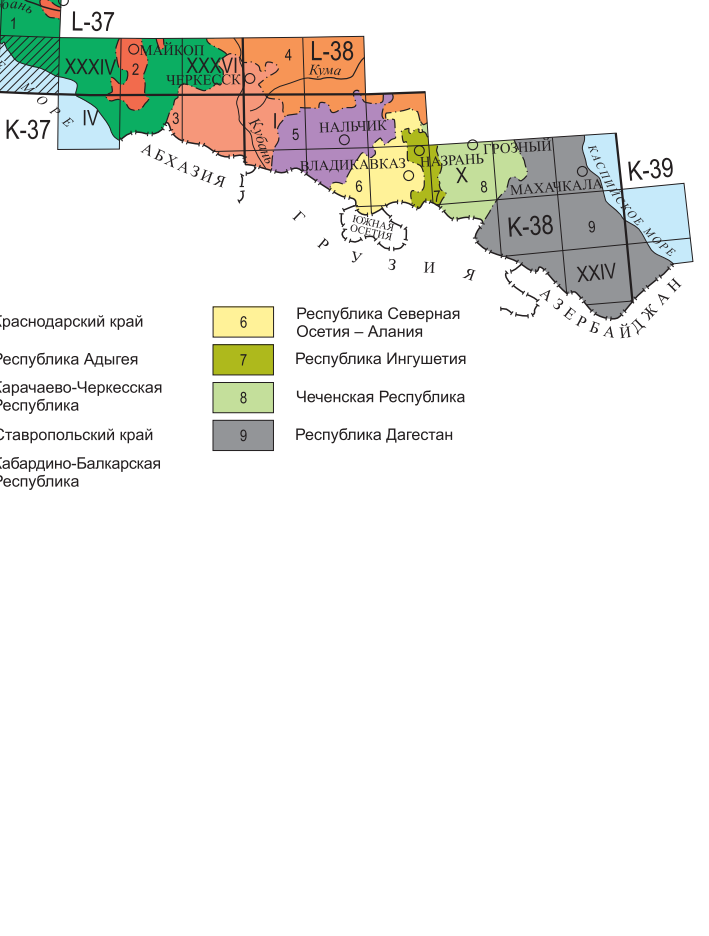 L-37
1
МАЙКОП
XXXIV
2
XXXVI
ЧЕРКЕССК
4
L-38
Кума
K-37
IV
3
I
Кубань
5
НАЛЬЧИК
ВЛАДИКАВКАЗ
НАЗРАНЬ
ГРОЗНЫЙ
6
7
X
8
МАХАЧКАЛА
K-38
9
XXIV
K-39
КАСПИЙСКОЕ МОРЕ
МОРЕ
АБХАЗИЯ
ГРУЗИЯ
ЮЖНАЯ
ОСЕТИЯ
АЗЕРБАЙДЖАН
Краснодарский край
Республика Адыгея
Карачаево-Черкесская
Республика
Ставропольский край
Кабардино-Балкарская
Республика
6
Республика Северная
Осетия – Алания
7
Республика Ингушетия
8
Чеченская Республика
9
Республика Дагестан